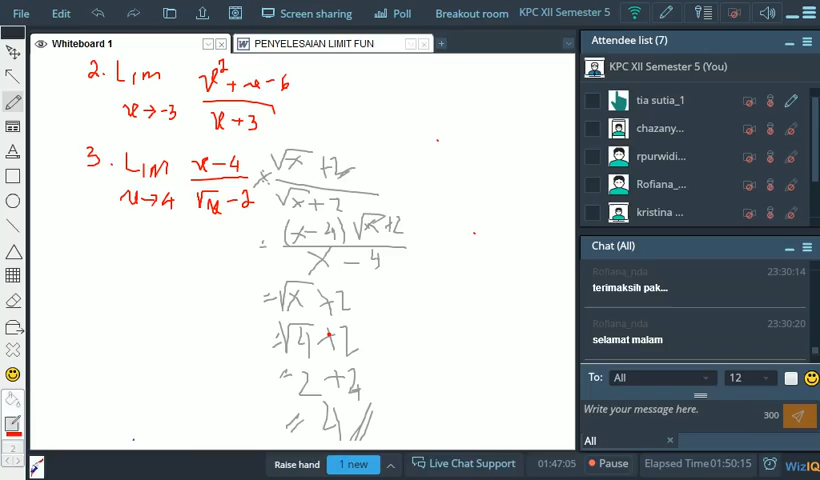 File Edit View Insert Screen sharing Poll Breakout room KPC XII Semester 5
Whiteboard 1
PENYELESAIAN LIMIT FUN
2. Lim x²+x-6
x→-3 x+3
3. Lim x-4 × √x +2
x→4 √x-2 √x+2
= (x-4) √x+2
x - 4
= √x +2
= √4 +2
= 2 +2
= 4 //
2
Attendee list (7)
KPC XII Semester 5 (You)
tia sutia_1
chazany...
rpurwidi...
Rofiana_...
kristina ...
Chat (All)
Rofiana_nda 23:30:14
terimaksih pak...
Rofiana_nda 23:30:20
selamat malam
To: All 12
Write your message here.
300
All
Raise hand 1 new Live Chat Support 01:47:05 Pause Elapsed Time 01:50:15 WizIQ